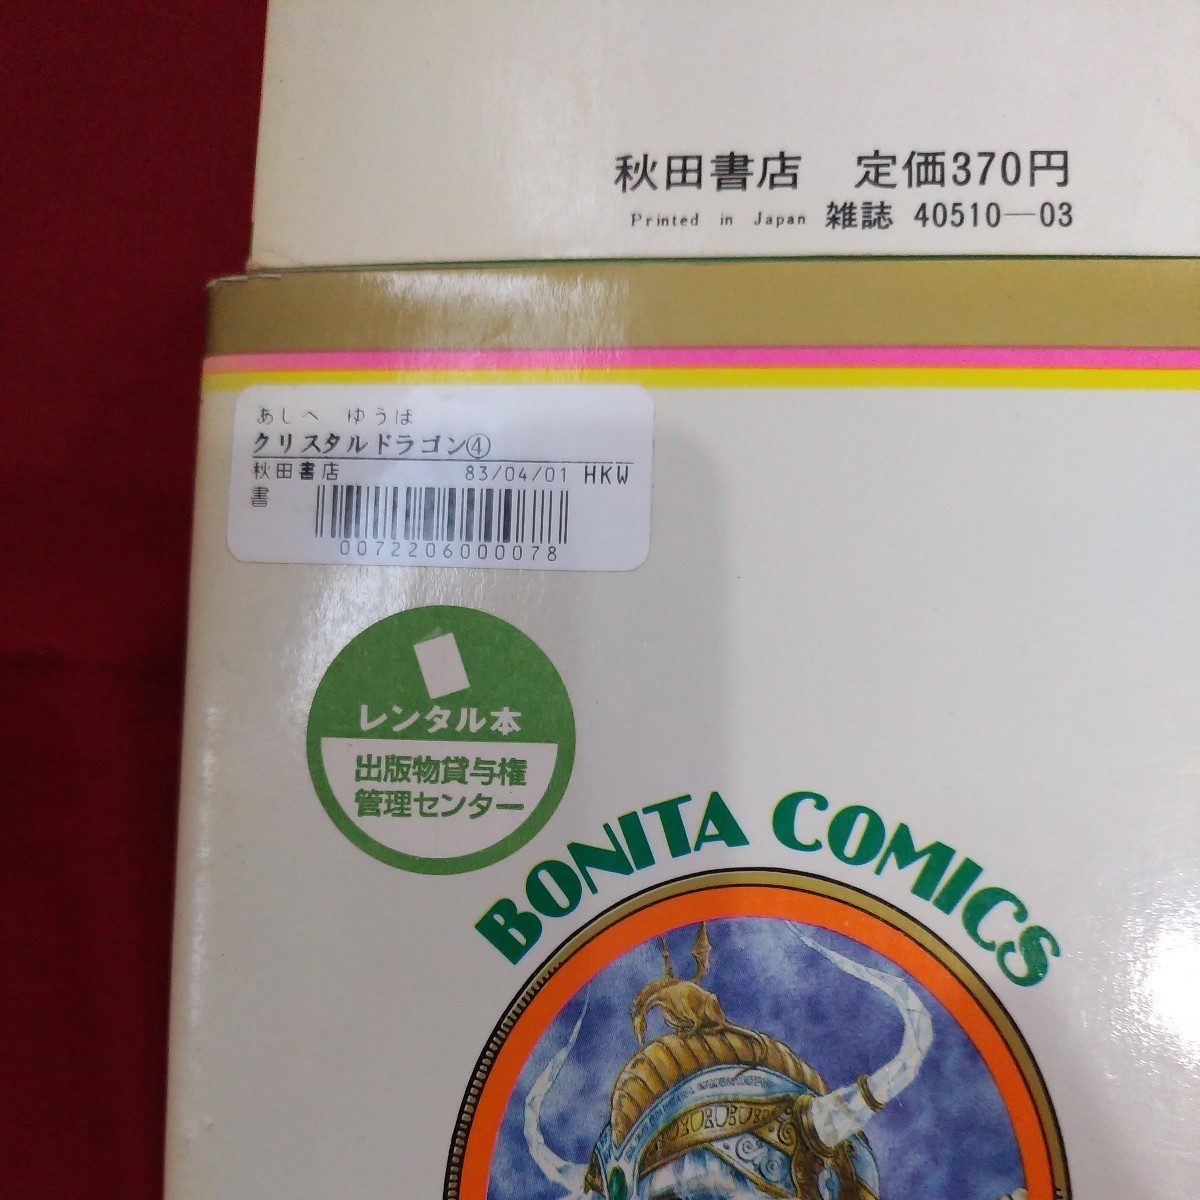 秋田書店 定価370円
Printed in Japan 雑誌 40510—03
あしべ ゆうほ
クリスタルドラゴン④
秋田書店 83/04/01 HKW
書
0072206000078
レンタル本
出版物貸与権
管理センター
BONITA COMICS